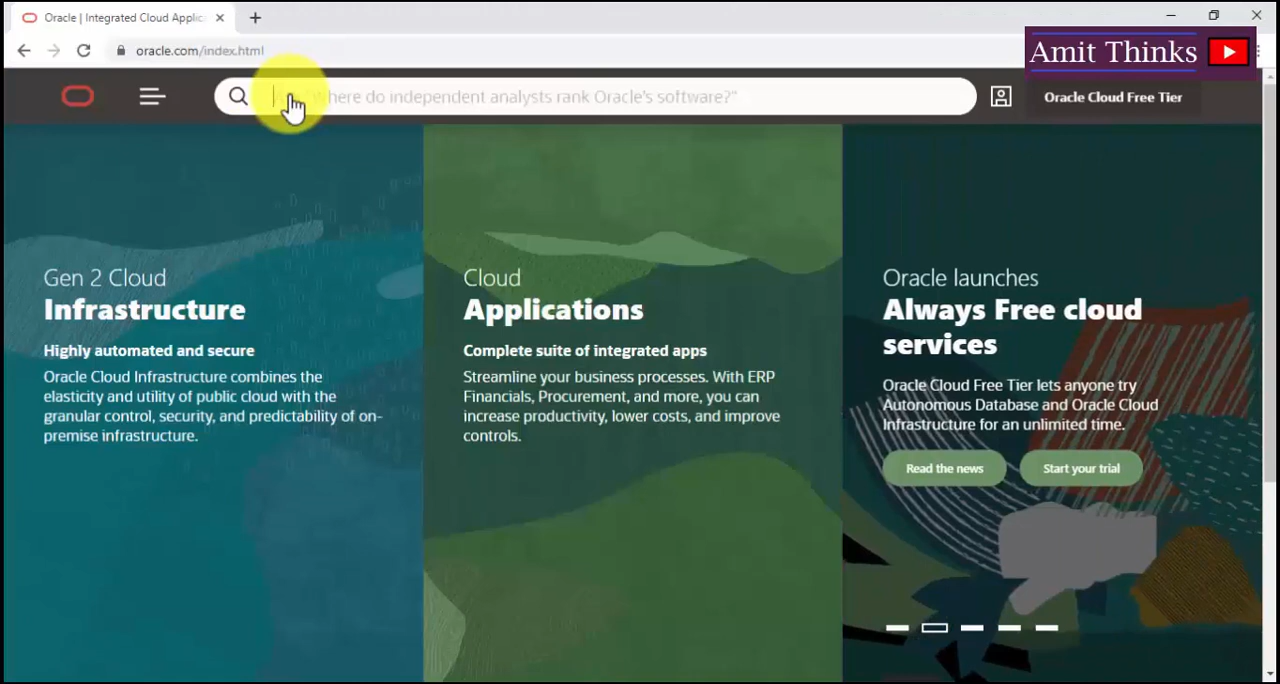 Oracle | Integrated Cloud Applic
oracle.com/index.html
Amit Thinks
here do independent analysts rank Oracle's software?"
Oracle Cloud Free Tier
Gen 2 Cloud
Infrastructure
Highly automated and secure
Oracle Cloud Infrastructure combines the
elasticity and utility of public cloud with the
granular control, security, and predictability of on-
premise infrastructure.
Cloud
Applications
Complete suite of integrated apps
Streamline your business processes. With ERP
Financials, Procurement, and more, you can
increase productivity, lower costs, and improve
controls.
Oracle launches
Always Free cloud
services
Oracle Cloud Free Tier lets anyone try
Autonomous Database and Oracle Cloud
Infrastructure for an unlimited time.
Read the news
Start your trial